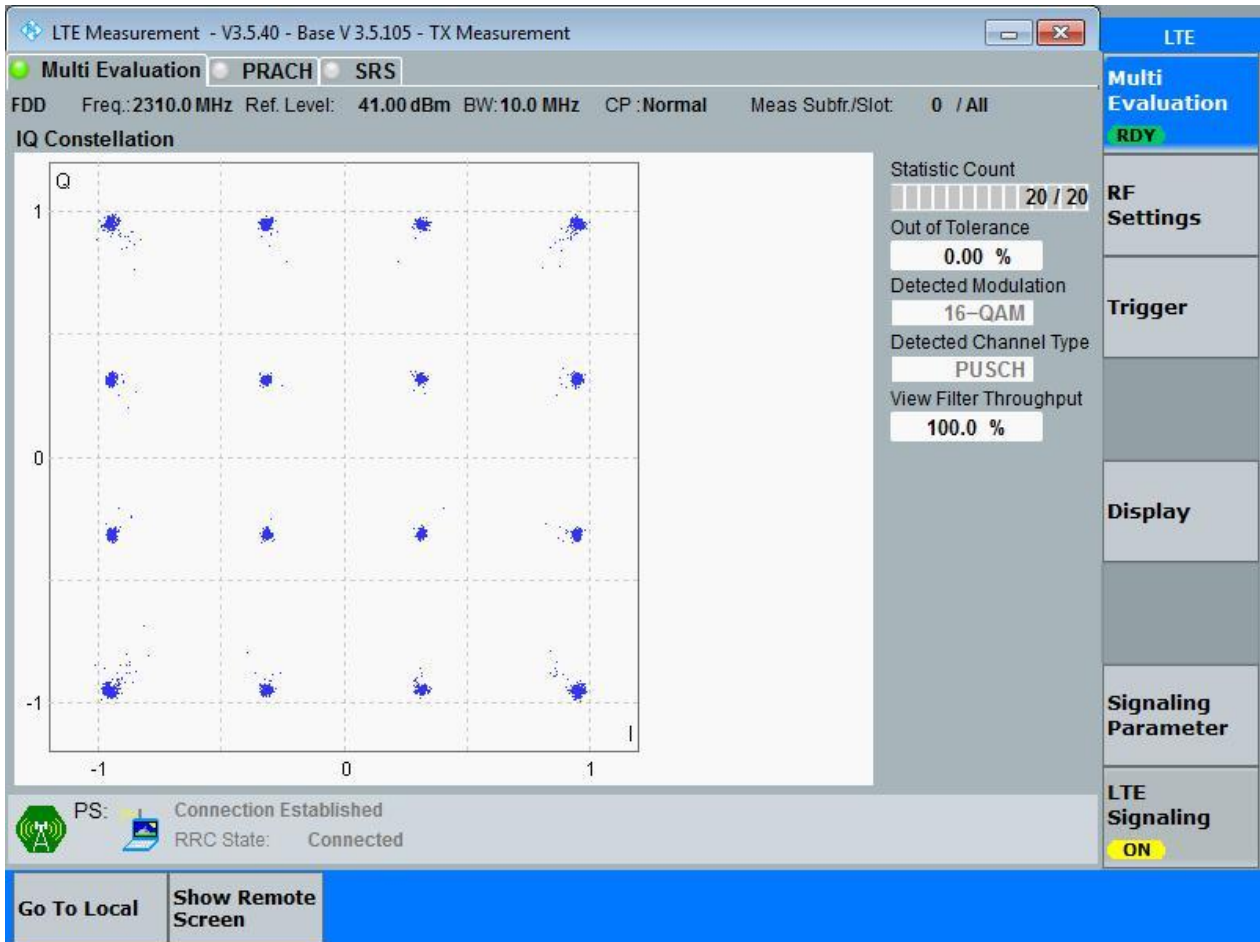 LTE Measurement - V3.5.40 - Base V 3.5.105 - TX Measurement
LTE
Multi Evaluation PRACH SRS
FDD Freq.: 2310.0 MHz Ref. Level: 41.00 dBm BW: 10.0 MHz CP : Normal Meas Subfr./Slot: 0 / All
IQ Constellation
Q
1
0
-1
I
-1 0 1
Statistic Count
20 / 20
Out of Tolerance
0.00 %
Detected Modulation
16-QAM
Detected Channel Type
PUSCH
View Filter Throughput
100.0 %
Multi
Evaluation
RDY
RF
Settings
Trigger
Display
Signaling
Parameter
LTE
Signaling
ON
PS: Connection Established
RRC State: Connected
Go To Local
Show Remote
Screen